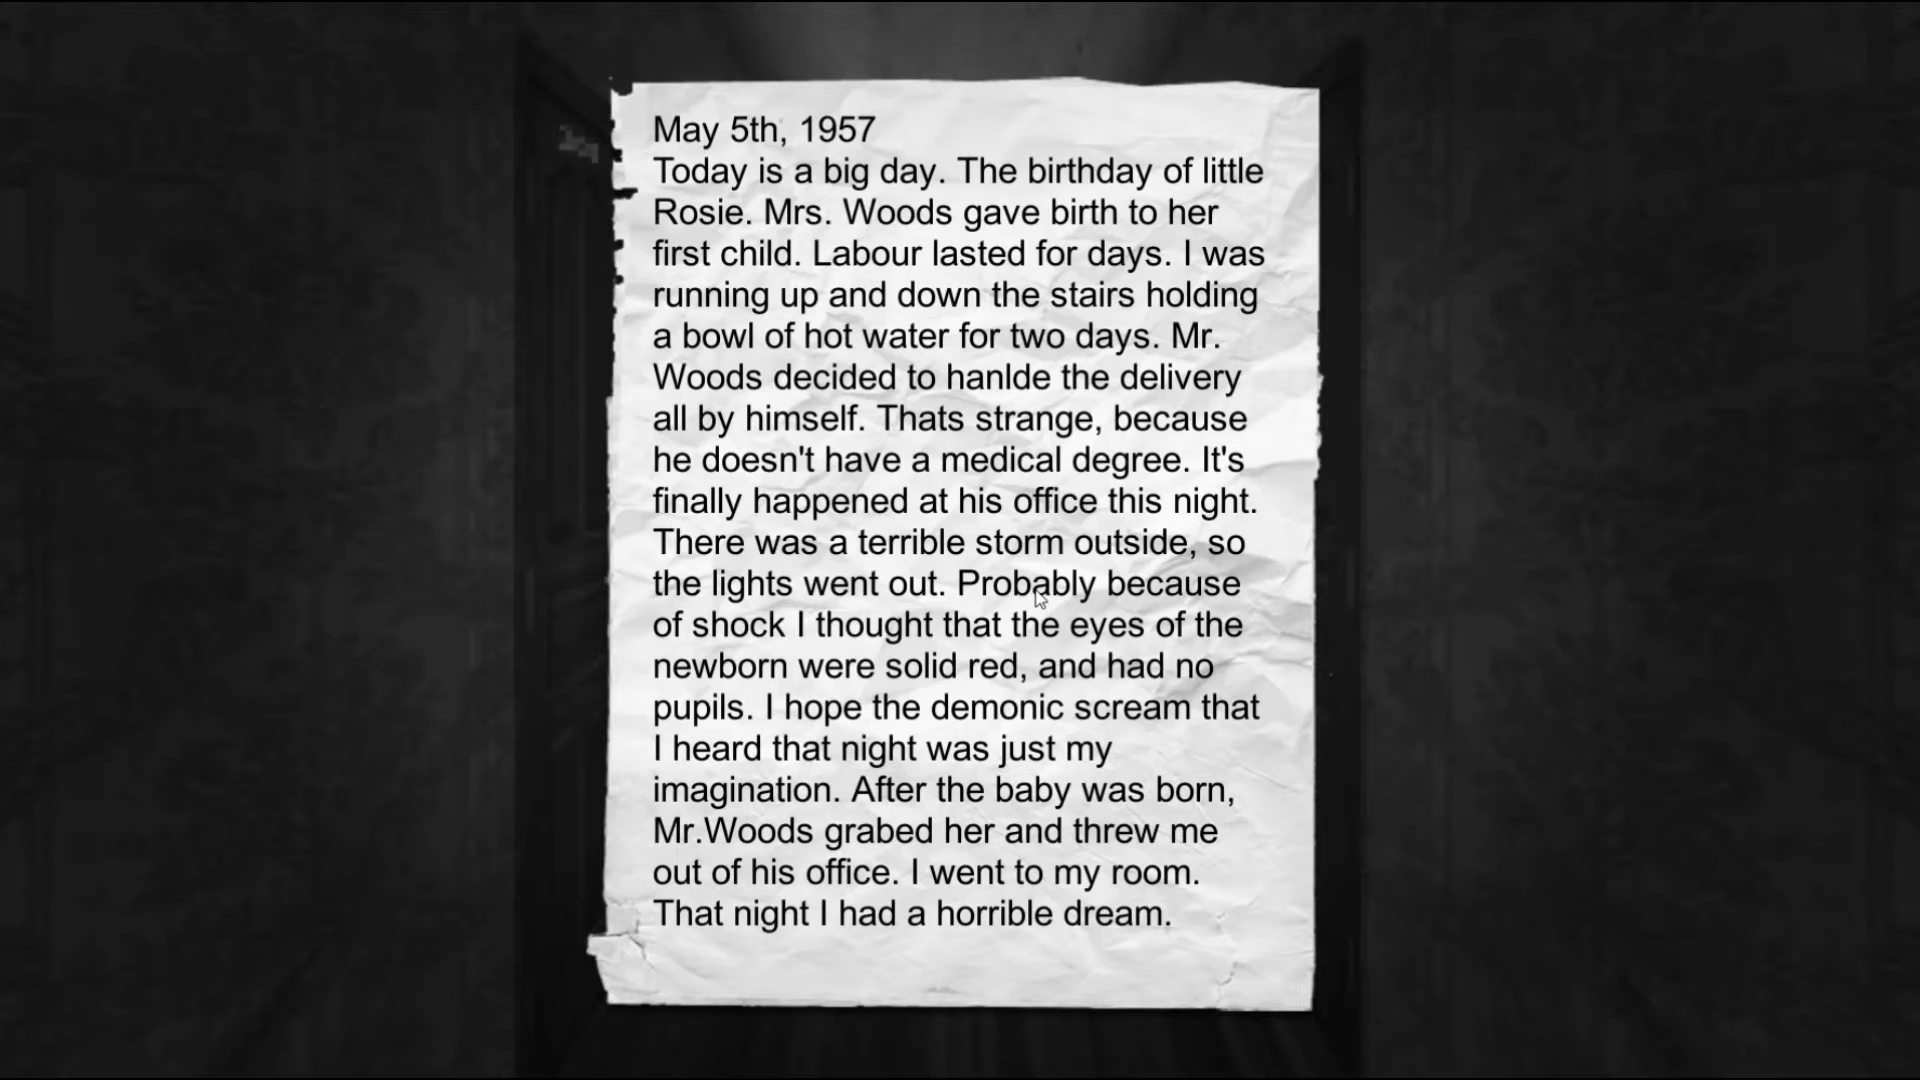 May 5th, 1957
Today is a big day. The birthday of little
Rosie. Mrs. Woods gave birth to her
first child. Labour lasted for days. I was
running up and down the stairs holding
a bowl of hot water for two days. Mr.
Woods decided to hanlde the delivery
all by himself. Thats strange, because
he doesn't have a medical degree. It's
finally happened at his office this night.
There was a terrible storm outside, so
the lights went out. Probably because
of shock I thought that the eyes of the
newborn were solid red, and had no
pupils. I hope the demonic scream that
I heard that night was just my
imagination. After the baby was born,
Mr.Woods grabed her and threw me
out of his office. I went to my room.
That night I had a horrible dream.